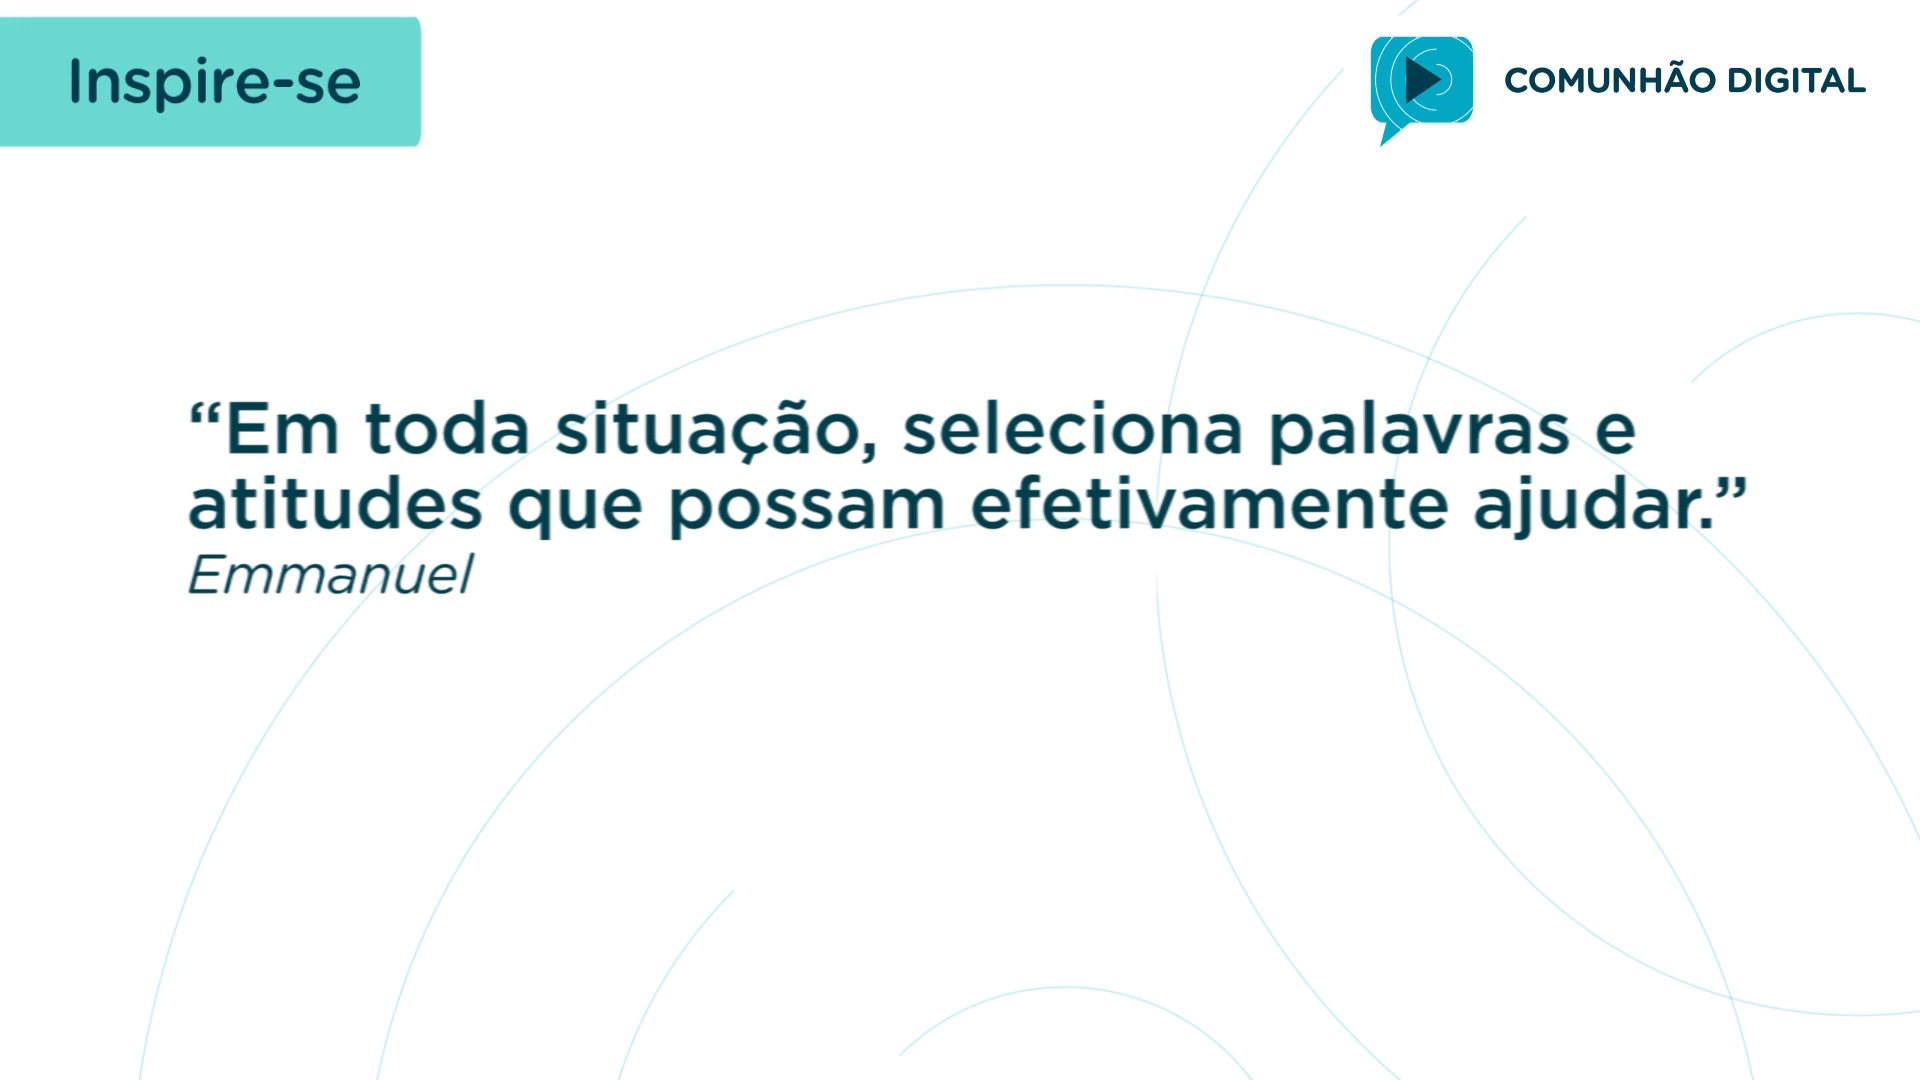 Inspire-se
COMUNHÃO DIGITAL
“Em toda situação, seleciona palavras e
atitudes que possam efetivamente ajudar.”
Emmanuel